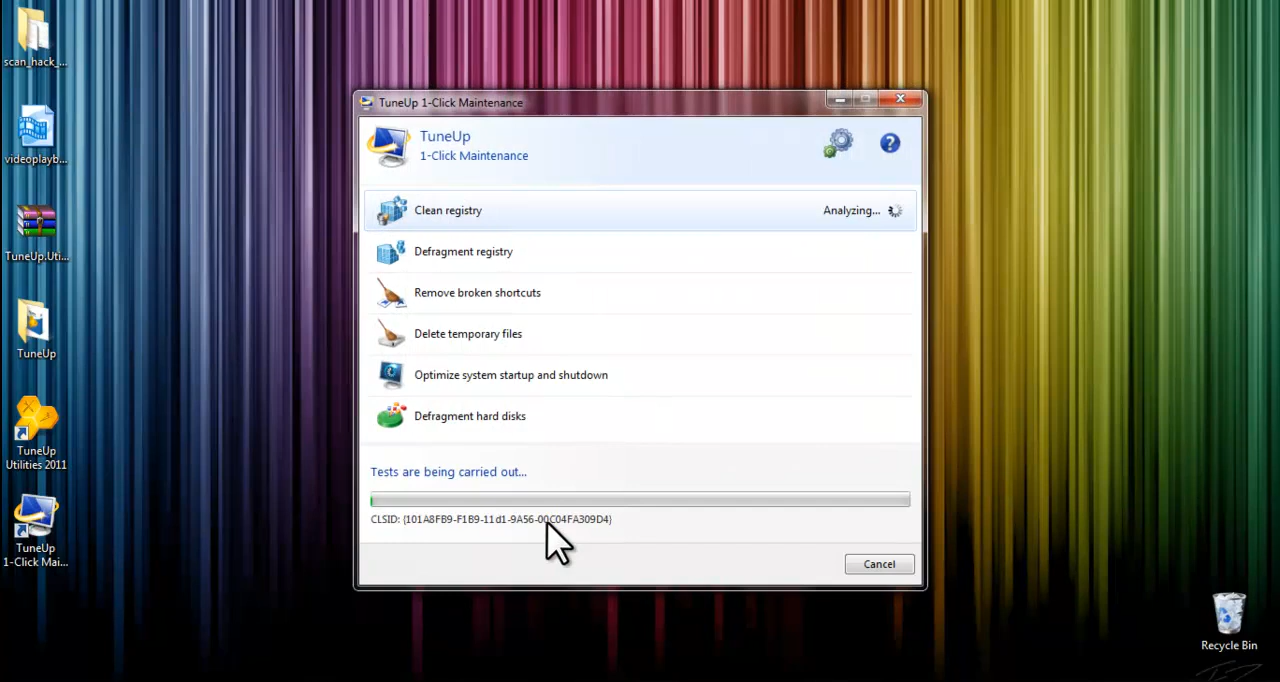 scan_hack_...
videoplayb...
TuneUp.Uti...
TuneUp
TuneUp
Utilities 2011
TuneUp
1-Click Mai...
TuneUp 1-Click Maintenance
TuneUp
1-Click Maintenance
Clean registry
Analyzing...
Defragment registry
Remove broken shortcuts
Delete temporary files
Optimize system startup and shutdown
Defragment hard disks
Tests are being carried out...
CLSID: {101A8FB9-F1B9-11d1-9A56-00C04FA309D4}
Cancel
Recycle Bin